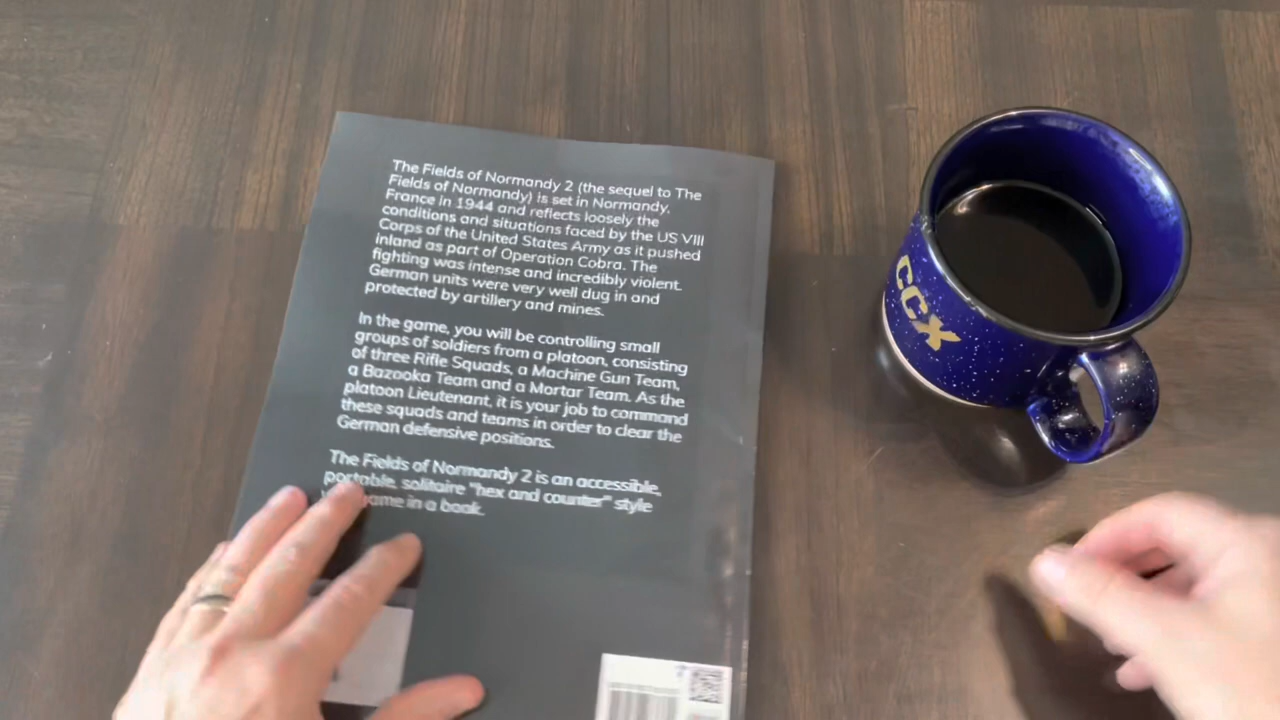 The Fields of Normandy 2 (the sequel to The
Fields of Normandy) is set in Normandy,
France in 1944 and reflects loosely the
conditions and situations faced by the US VIII
Corps of the United States Army as it pushed
inland as part of Operation Cobra. The
fighting was intense and incredibly violent.
German units were very well dug in and
protected by artillery and mines.
In the game, you will be controlling small
groups of soldiers from a platoon, consisting
of three Rifle Squads, a Machine Gun Team,
a Bazooka Team and a Mortar Team. As the
platoon Lieutenant, it is your job to command
these squads and teams in order to clear the
German defensive positions.
The Fields of Normandy 2 is an accessible,
portable, solitaire "hex and counter" style
in a book.
CCX